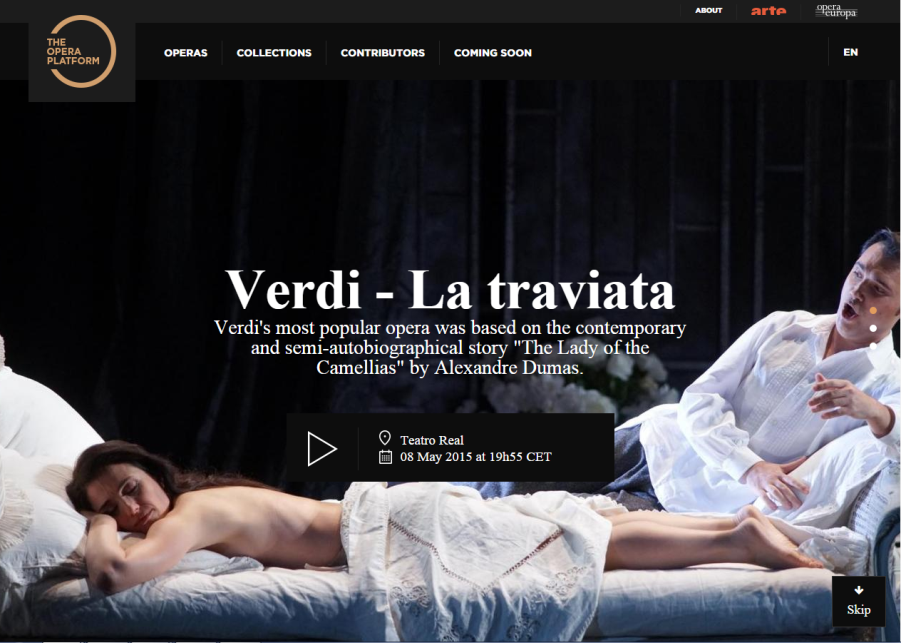 ABOUT
arte
opera
europa
THE
OPERA
PLATFORM
OPERAS
COLLECTIONS
CONTRIBUTORS
COMING SOON
EN
Verdi - La traviata
Verdi's most popular opera was based on the contemporary
and semi-autobiographical story "The Lady of the
Camellias" by Alexandre Dumas.
Teatro Real
08 May 2015 at 19h55 CET
Skip